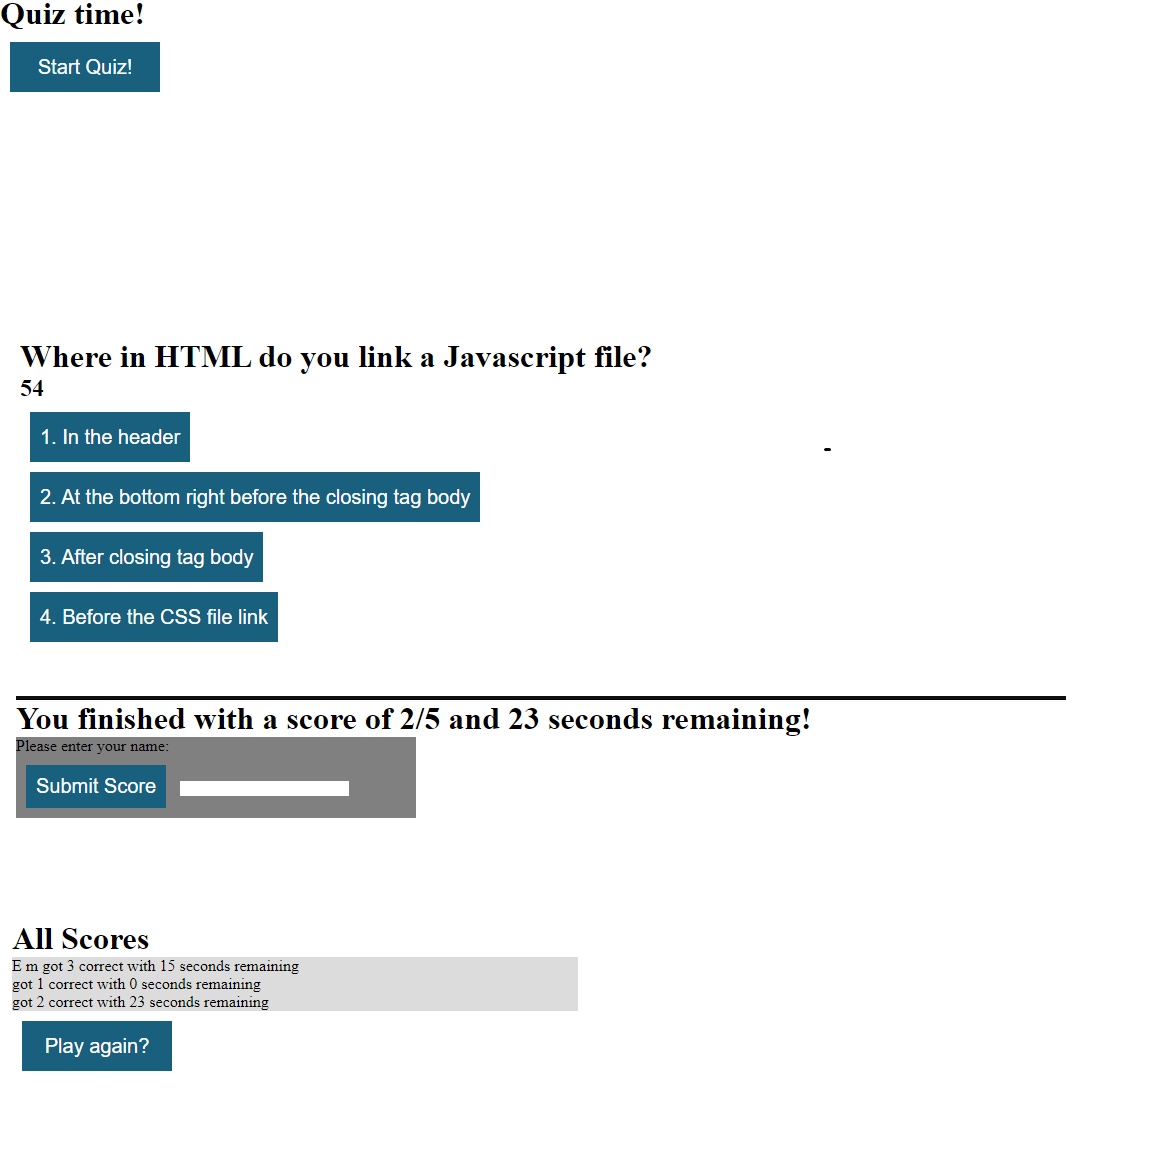 Quiz time!
Start Quiz!
Where in HTML do you link a Javascript file?
54
1. In the header
2. At the bottom right before the closing tag body
3. After closing tag body
4. Before the CSS file link
You finished with a score of 2/5 and 23 seconds remaining!
Please enter your name:
Submit Score
All Scores
E m got 3 correct with 15 seconds remaining
got 1 correct with 0 seconds remaining
got 2 correct with 23 seconds remaining
Play again?